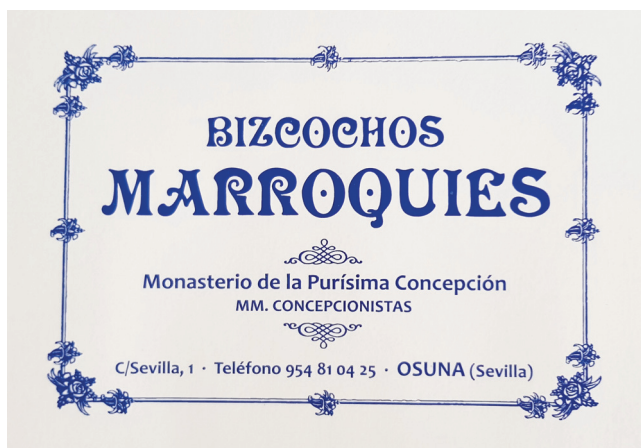 BIZCOCHOS
MARROQUIES
Monasterio de la Purísima Concepción
MM. CONCEPCIONISTAS
C/Sevilla, 1 · Teléfono 954 81 04 25 · OSUNA (Sevilla)